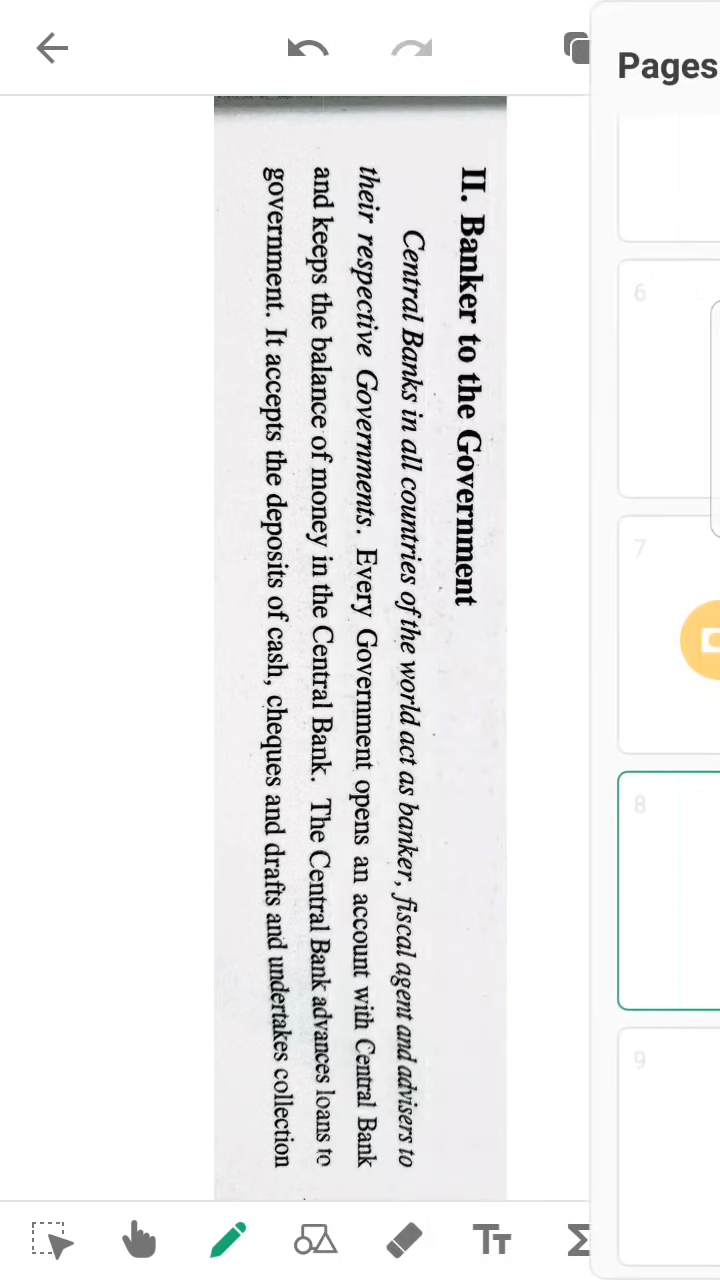 Pages
6
7
8
9
II. Banker to the Government
Central Banks in all countries of the world act as banker, fiscal agent and advisers to
their respective Governments. Every Government opens an account with Central Bank
and keeps the balance of money in the Central Bank. The Central Bank advances loans to
government. It accepts the deposits of cash, cheques and drafts and undertakes collection
TT
Σ